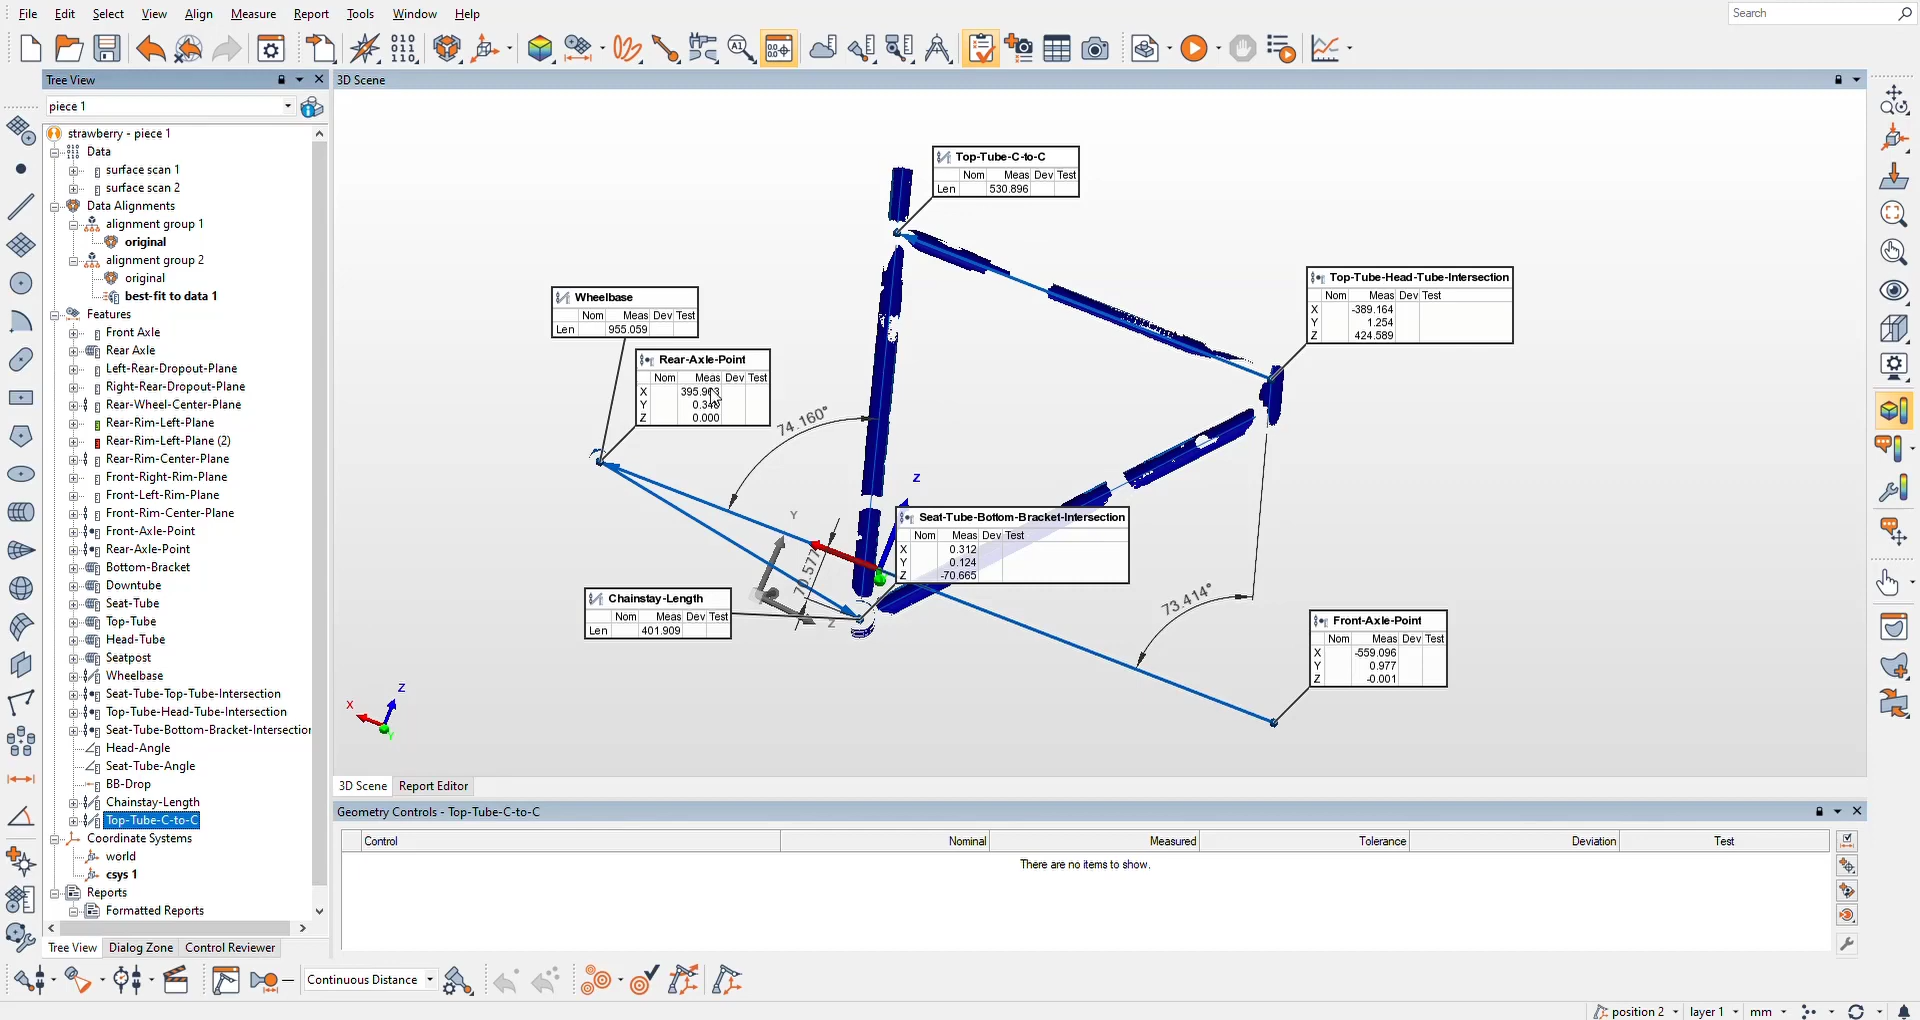 File Edit Select View Align Measure Report Tools Window Help
Search
Tree View
3D Scene
piece 1
strawberry - piece 1
Data
surface scan 1
surface scan 2
Data Alignments
alignment group 1
original
alignment group 2
original
best-fit to data 1
Features
Front Axle
Rear Axle
Left-Rear-Dropout-Plane
Right-Rear-Dropout-Plane
Rear-Wheel-Center-Plane
Rear-Rim-Left-Plane
Rear-Rim-Left-Plane (2)
Rear-Rim-Center-Plane
Front-Right-Rim-Plane
Front-Left-Rim-Plane
Front-Rim-Center-Plane
Front-Axle-Point
Rear-Axle-Point
Bottom-Bracket
Downtube
Seat-Tube
Top-Tube
Head-Tube
Seatpost
Wheelbase
Seat-Tube-Top-Tube-Intersection
Top-Tube-Head-Tube-Intersection
Seat-Tube-Bottom-Bracket-Intersection
Head-Angle
Seat-Tube-Angle
BB-Drop
Chainstay-Length
Top-Tube-C-to-C
Coordinate Systems
world
csys 1
Reports
Formatted Reports
Tree View Dialog Zone Control Reviewer
Top-Tube-C-to-C
Nom Meas Dev Test
Len 530.896
Top-Tube-Head-Tube-Intersection
Nom Meas Dev Test
X -389.164
Y 1.254
Z 424.589
Wheelbase
Nom Meas Dev Test
Len 955.059
Rear-Axle-Point
Nom Meas Dev Test
X
Y
Z 0.000
74.160°
Z
Y
Seat-Tube-Bottom-Bracket-Intersection
Nom Meas Dev Test
X 0.312
Y 0.124
Z -70.665
Chainstay-Length
Nom Meas Dev Test
Len 401.909
Z
73.414°
Front-Axle-Point
Nom Meas Dev Test
X -559.096
Y 0.977
Z -0.001
X
Z
Y
3D Scene Report Editor
Geometry Controls - Top-Tube-C-to-C
Control Nominal Measured Tolerance Deviation Test
There are no items to show.
Continuous Distance
position 2 layer 1 mm